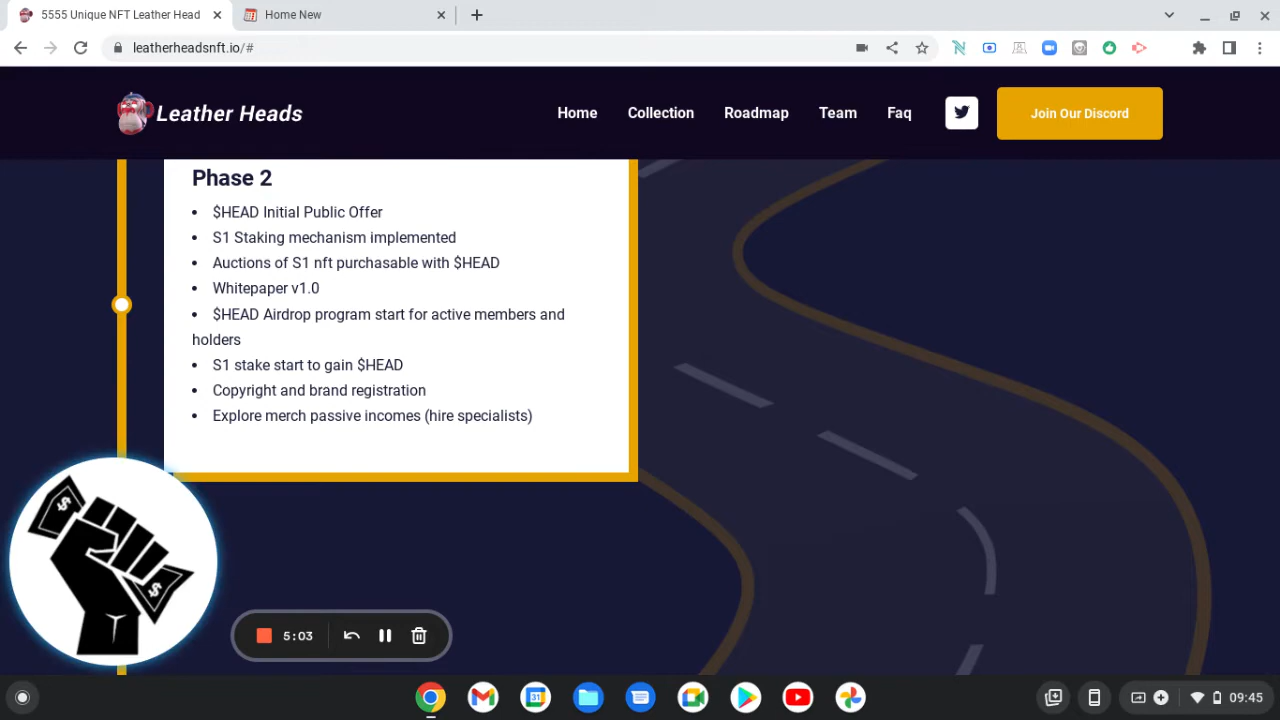 5555 Unique NFT Leather Head
Home New
leatherheadsnft.io/#
Leather Heads
Home
Collection
Roadmap
Team
Faq
Join Our Discord
Phase 2
• $HEAD Initial Public Offer
• S1 Staking mechanism implemented
• Auctions of S1 nft purchasable with $HEAD
• Whitepaper v1.0
• $HEAD Airdrop program start for active members and
holders
• S1 stake start to gain $HEAD
• Copyright and brand registration
• Explore merch passive incomes (hire specialists)
$
$
5:03
31
09:45